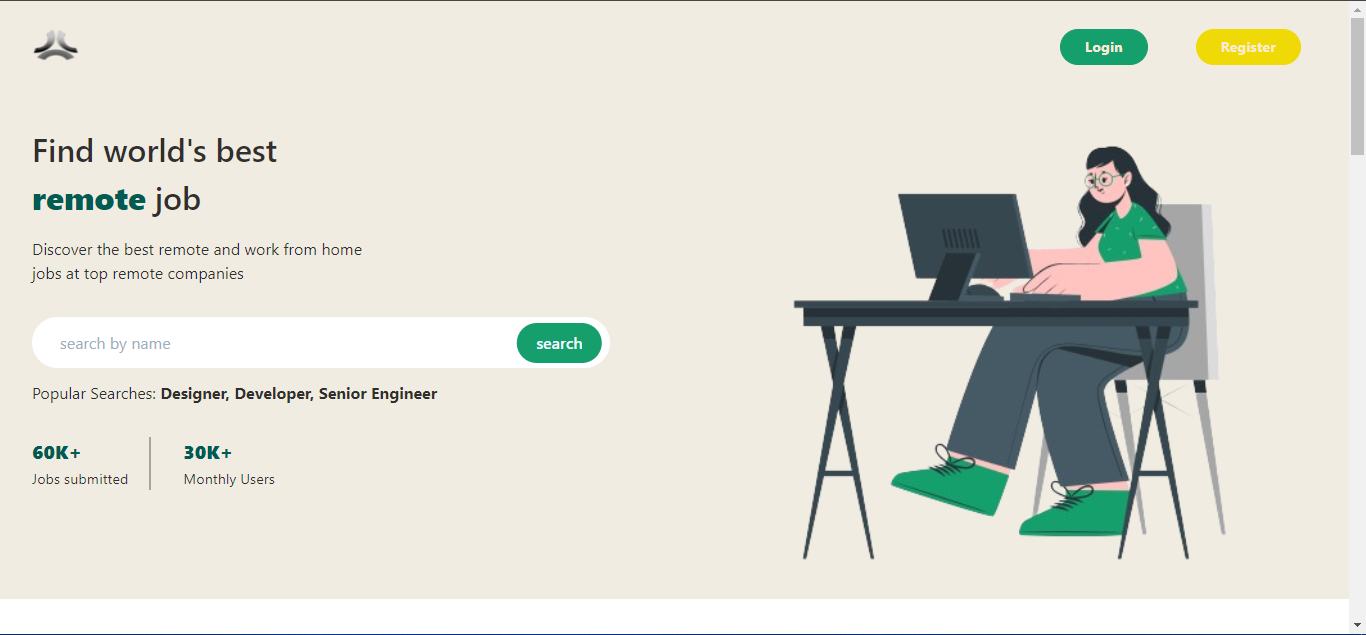 Login
Register
Find world's best
remote job
Discover the best remote and work from home
jobs at top remote companies
search by name
search
Popular Searches: Designer, Developer, Senior Engineer
60K+
30K+
Jobs submitted
Monthly Users